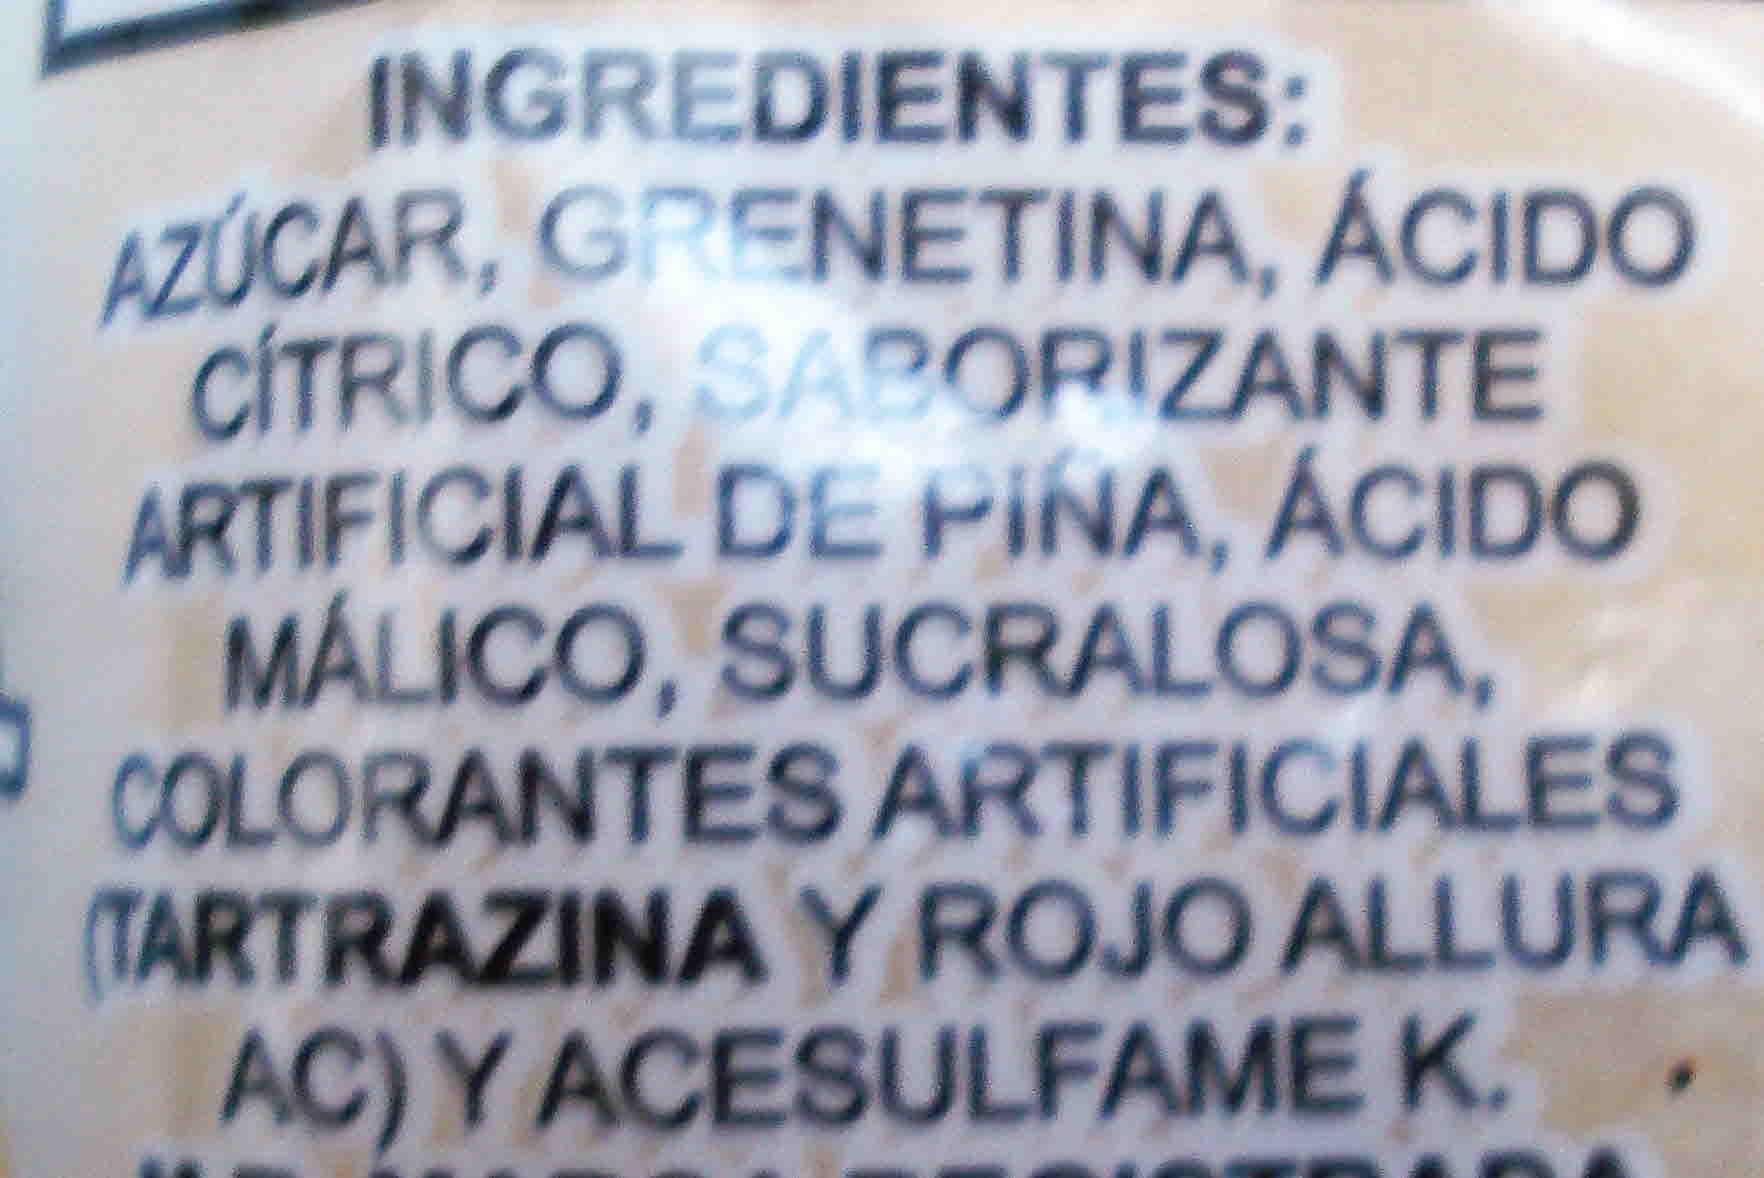 INGREDIENTES:
AZÚCAR, GRENETINA, ÁCIDO
CÍTRICO, SABORIZANTE
ARTIFICIAL DE PIÑA, ÁCIDO
MÁLICO, SUCRALOSA,
COLORANTES ARTIFICIALES
(TARTRAZINA Y ROJO ALLURA
AC) Y ACESULFAME K.